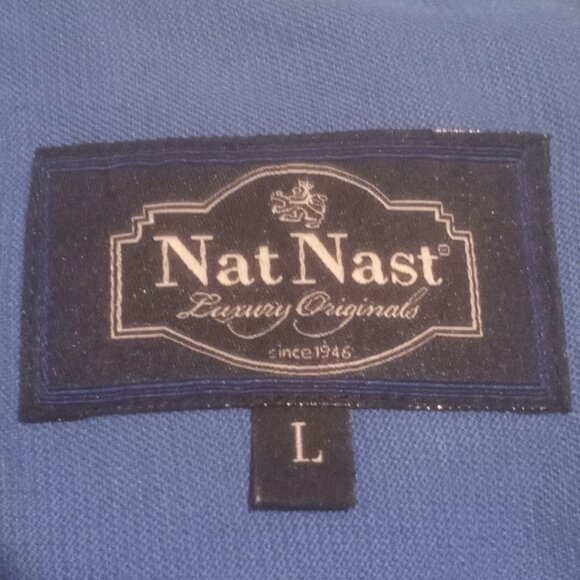 Nat Nast®
Luxury Originals
since 1946
L